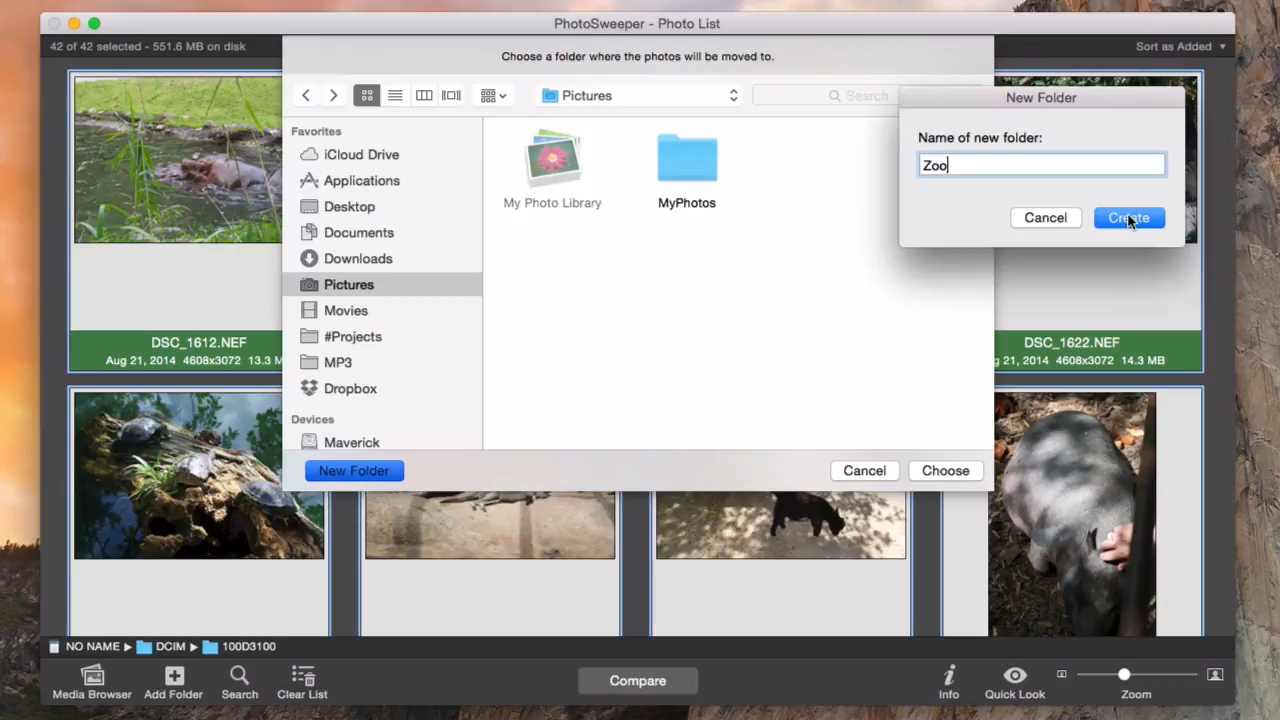 PhotoSweeper - Photo List
42 of 42 selected - 551.6 MB on disk
Sort as Added
Choose a folder where the photos will be moved to.
Pictures
Search
New Folder
Name of new folder:
Zoo
Cancel
Create
Favorites
iCloud Drive
Applications
Desktop
Documents
Downloads
Pictures
Movies
#Projects
MP3
Dropbox
Devices
Maverick
My Photo Library
MyPhotos
New Folder
Cancel
Choose
DSC_1612.NEF
Aug 21, 2014 4608x3072 13.3 M
DSC_1622.NEF
g 21, 2014 4608x3072 14.3 MB
NO NAME DCIM 100D3100
Media Browser
Add Folder
Search
Clear List
Compare
Info
Quick Look
Zoom